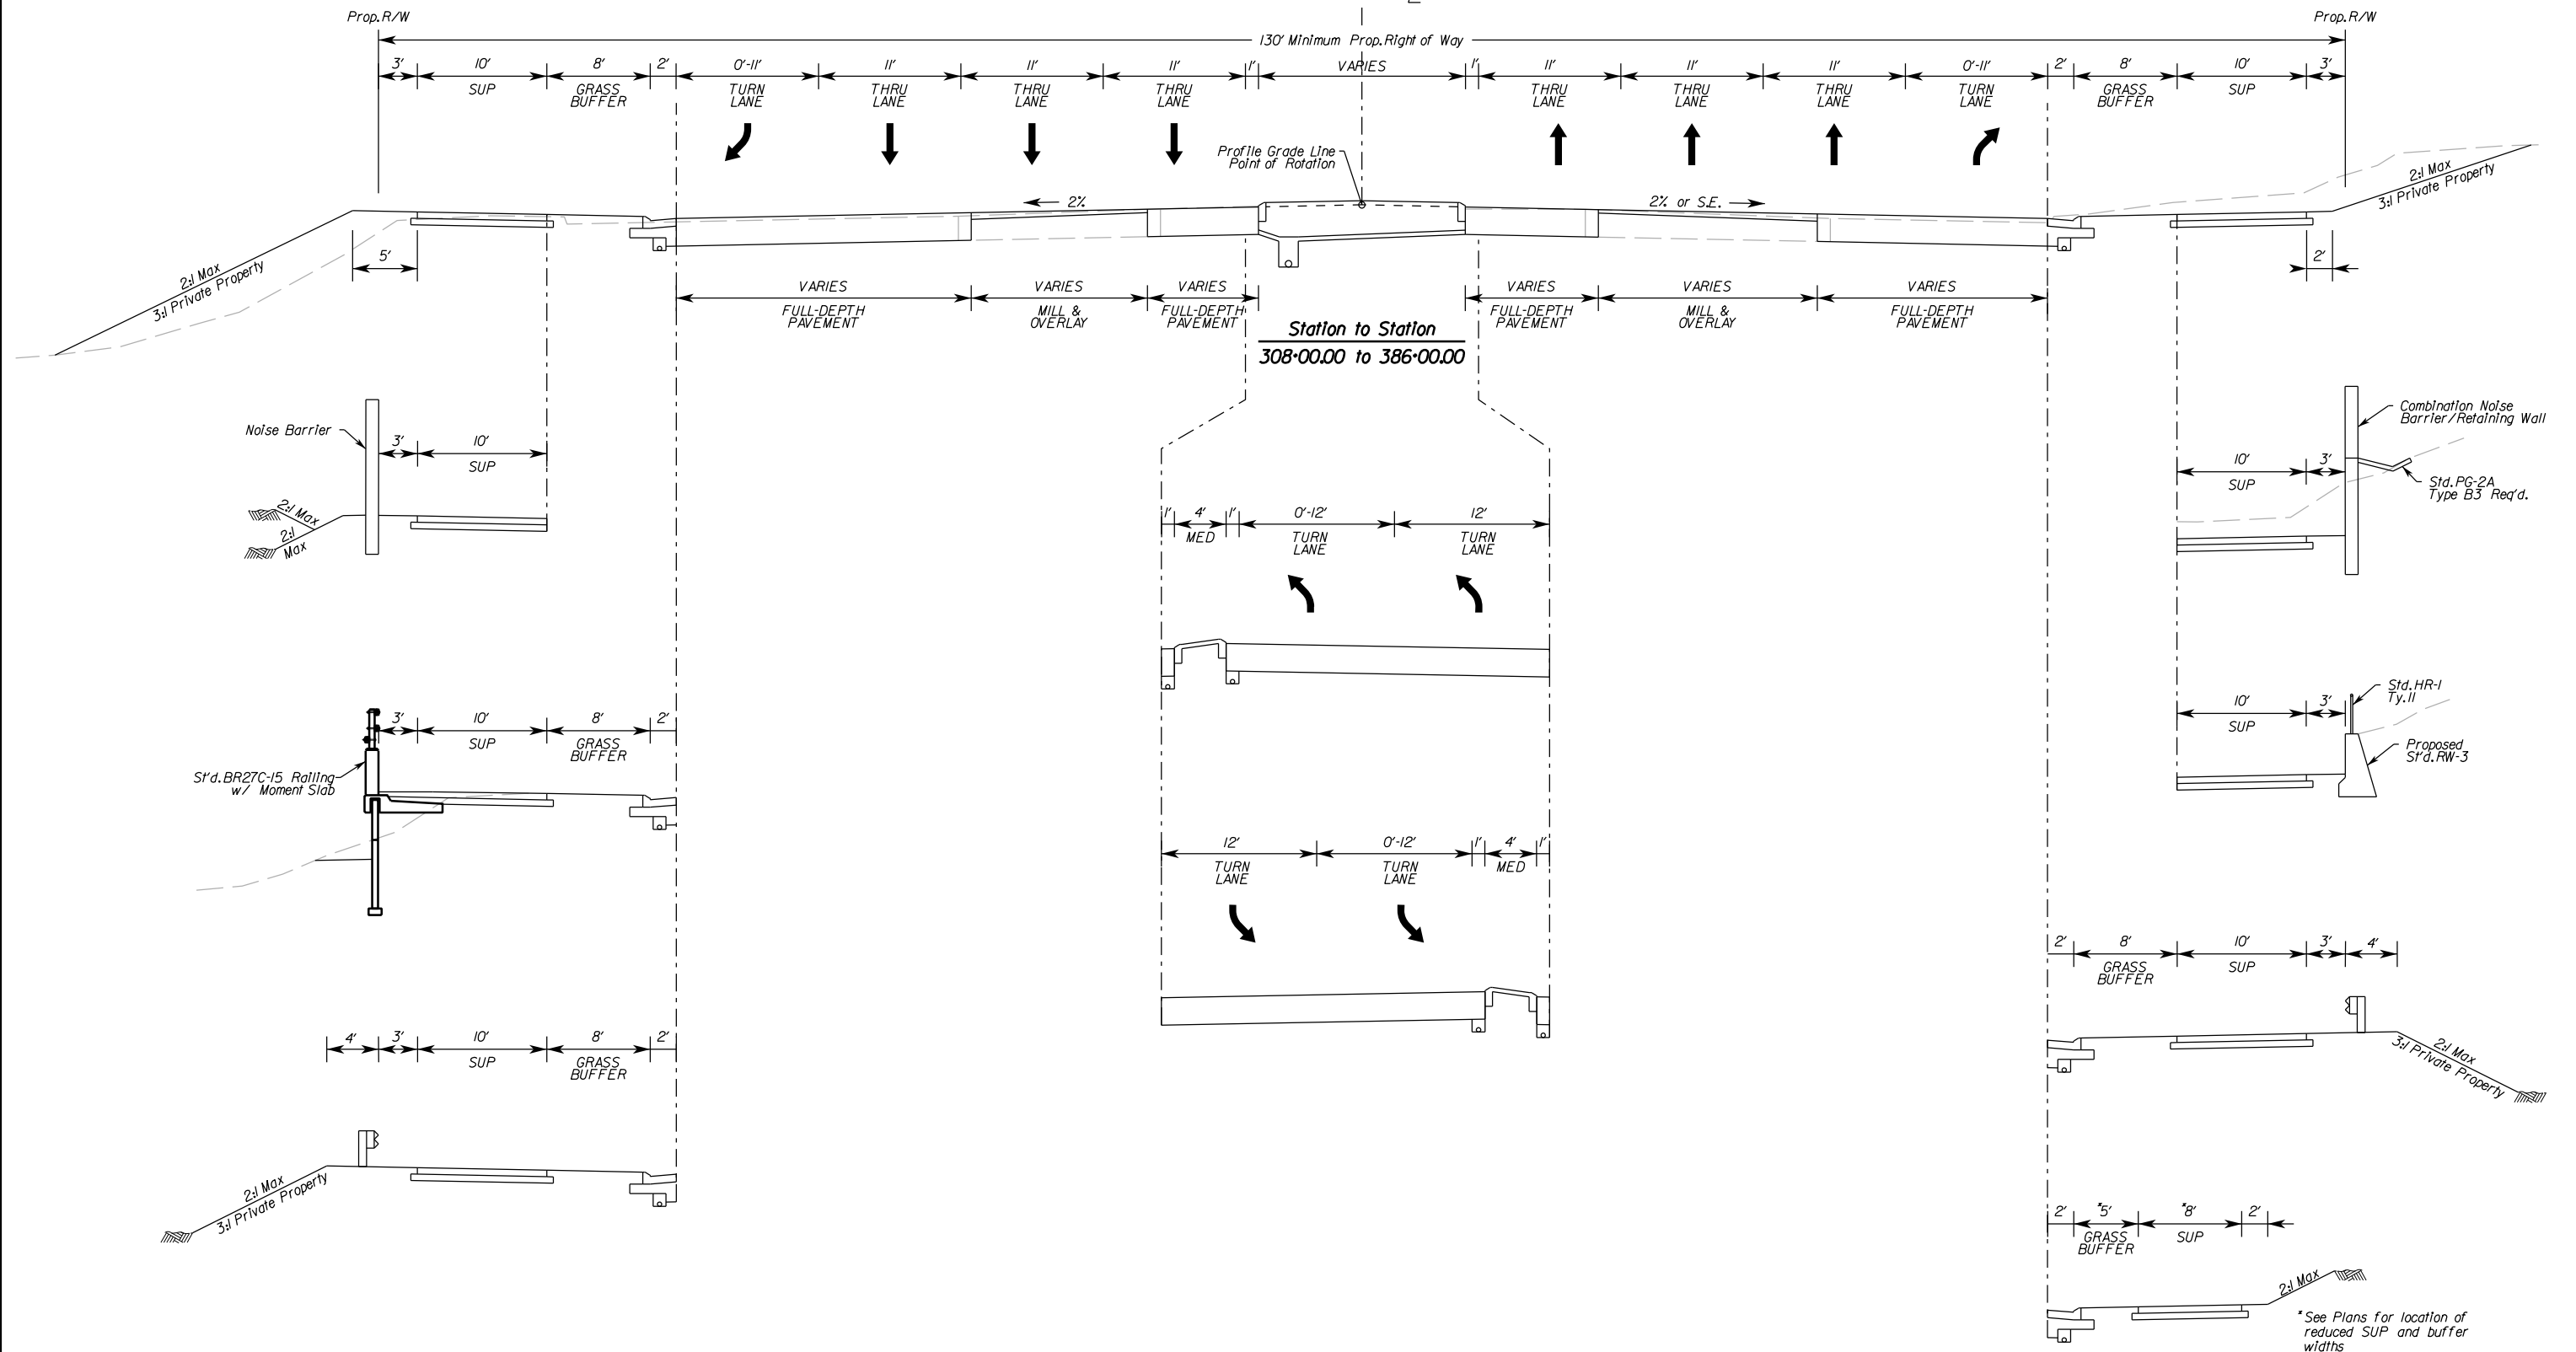 Prop. R/W
Prop. R/W
130' Minimum Prop. Right of Way
3' 10' 8' 2' 0'-11' 11' 11' 11' 1' VARIES 1' 11' 11' 11' 0'-11' 2' 8' 10' 3'
SUP GRASS TURN THRU THRU THRU THRU THRU THRU TURN GRASS SUP
BUFFER LANE LANE LANE LANE LANE LANE LANE LANE BUFFER
Profile Grade Line
Point of Rotation
2%
2% or S.E.
2:1 Max
3:1 Private Property
2:1 Max
3:1 Private Property
5'
2'
VARIES VARIES VARIES VARIES VARIES VARIES
FULL-DEPTH MILL & FULL-DEPTH FULL-DEPTH MILL & FULL-DEPTH
PAVEMENT OVERLAY PAVEMENT PAVEMENT OVERLAY PAVEMENT
Station to Station
308+00.00 to 386+00.00
Noise Barrier
3' 10'
SUP
2:1 Max
2:1
Max
Combination Noise
Barrier/Retaining Wall
10' 3'
SUP
Std. PG-2A
Type B3 Req'd.
1' 4' 1' 0'-12' 12'
MED TURN TURN
LANE LANE
3' 10' 8' 2'
SUP GRASS
BUFFER
St'd. BR27C-15 Railing
w/ Moment Slab
Std. HR-1
Ty. II
10' 3'
SUP
Proposed
St'd. RW-3
12' 0'-12' 1' 4' 1'
TURN TURN MED
LANE LANE
2' 8' 10' 3' 4'
GRASS SUP
BUFFER
2:1 Max
3:1 Private Property
4' 3' 10' 8' 2'
SUP GRASS
BUFFER
2:1 Max
3:1 Private Property
2' *5' *8' 2'
GRASS SUP
BUFFER
2:1 Max
*See Plans for location of
reduced SUP and buffer
widths